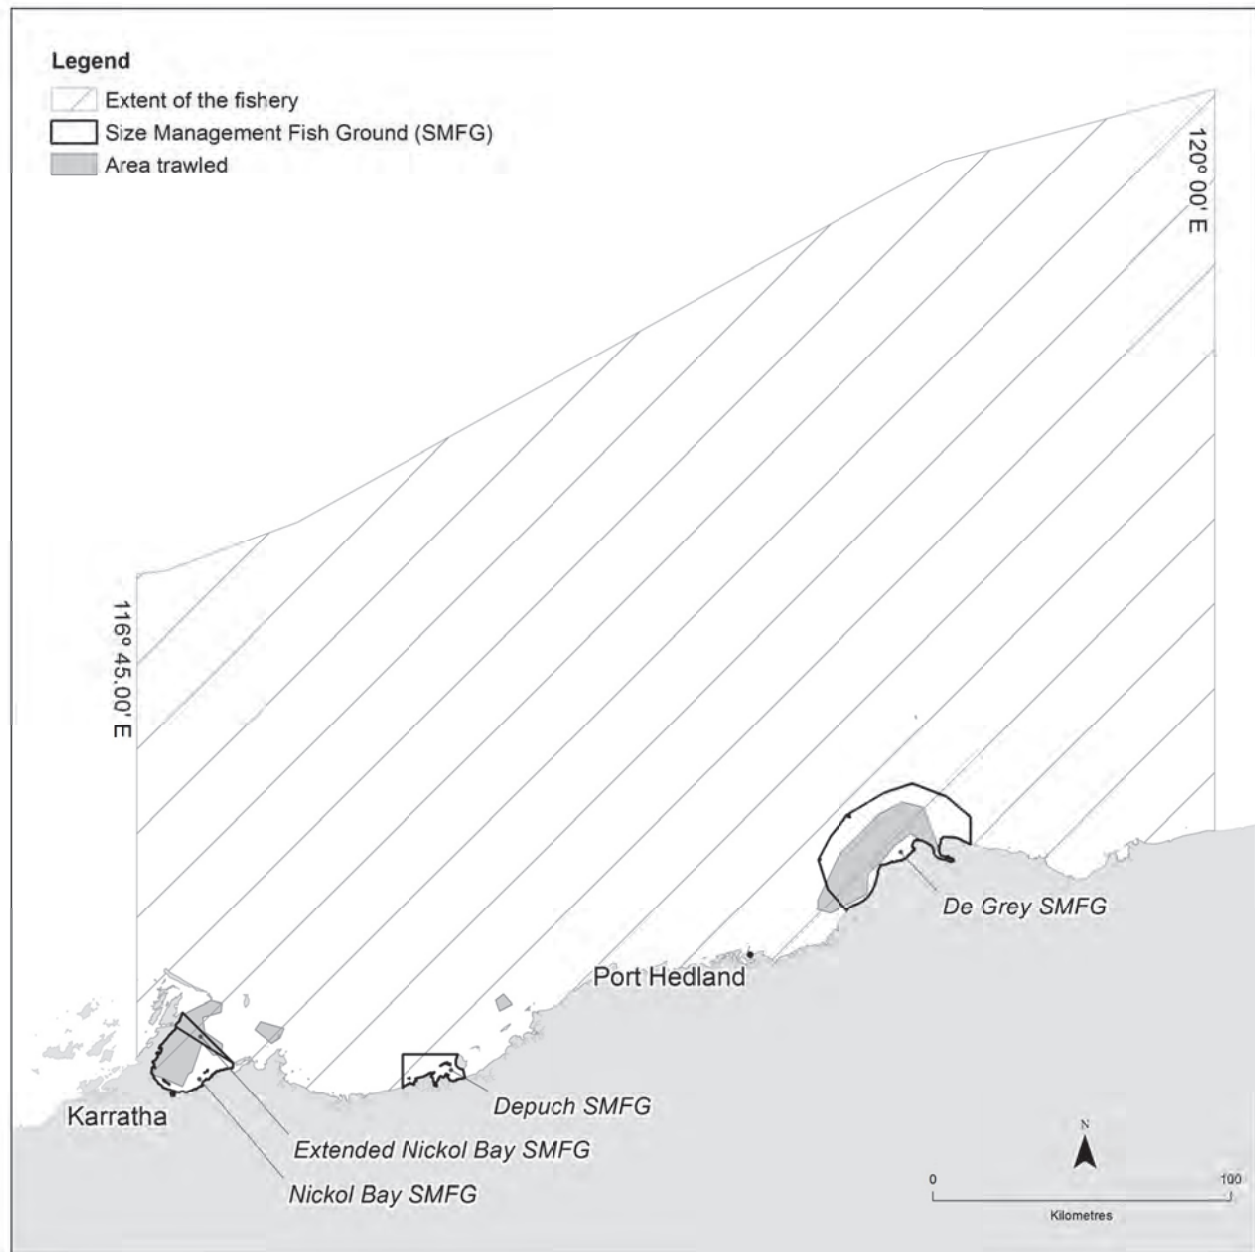 Legend
Extent of the fishery
Size Management Fish Ground (SMFG)
Area trawled
120° 00' E
116° 45.00' E
De Grey SMFG
Port Hedland
Depuch SMFG
Karratha
Extended Nickol Bay SMFG
Nickol Bay SMFG
N
0 100
Kilometres